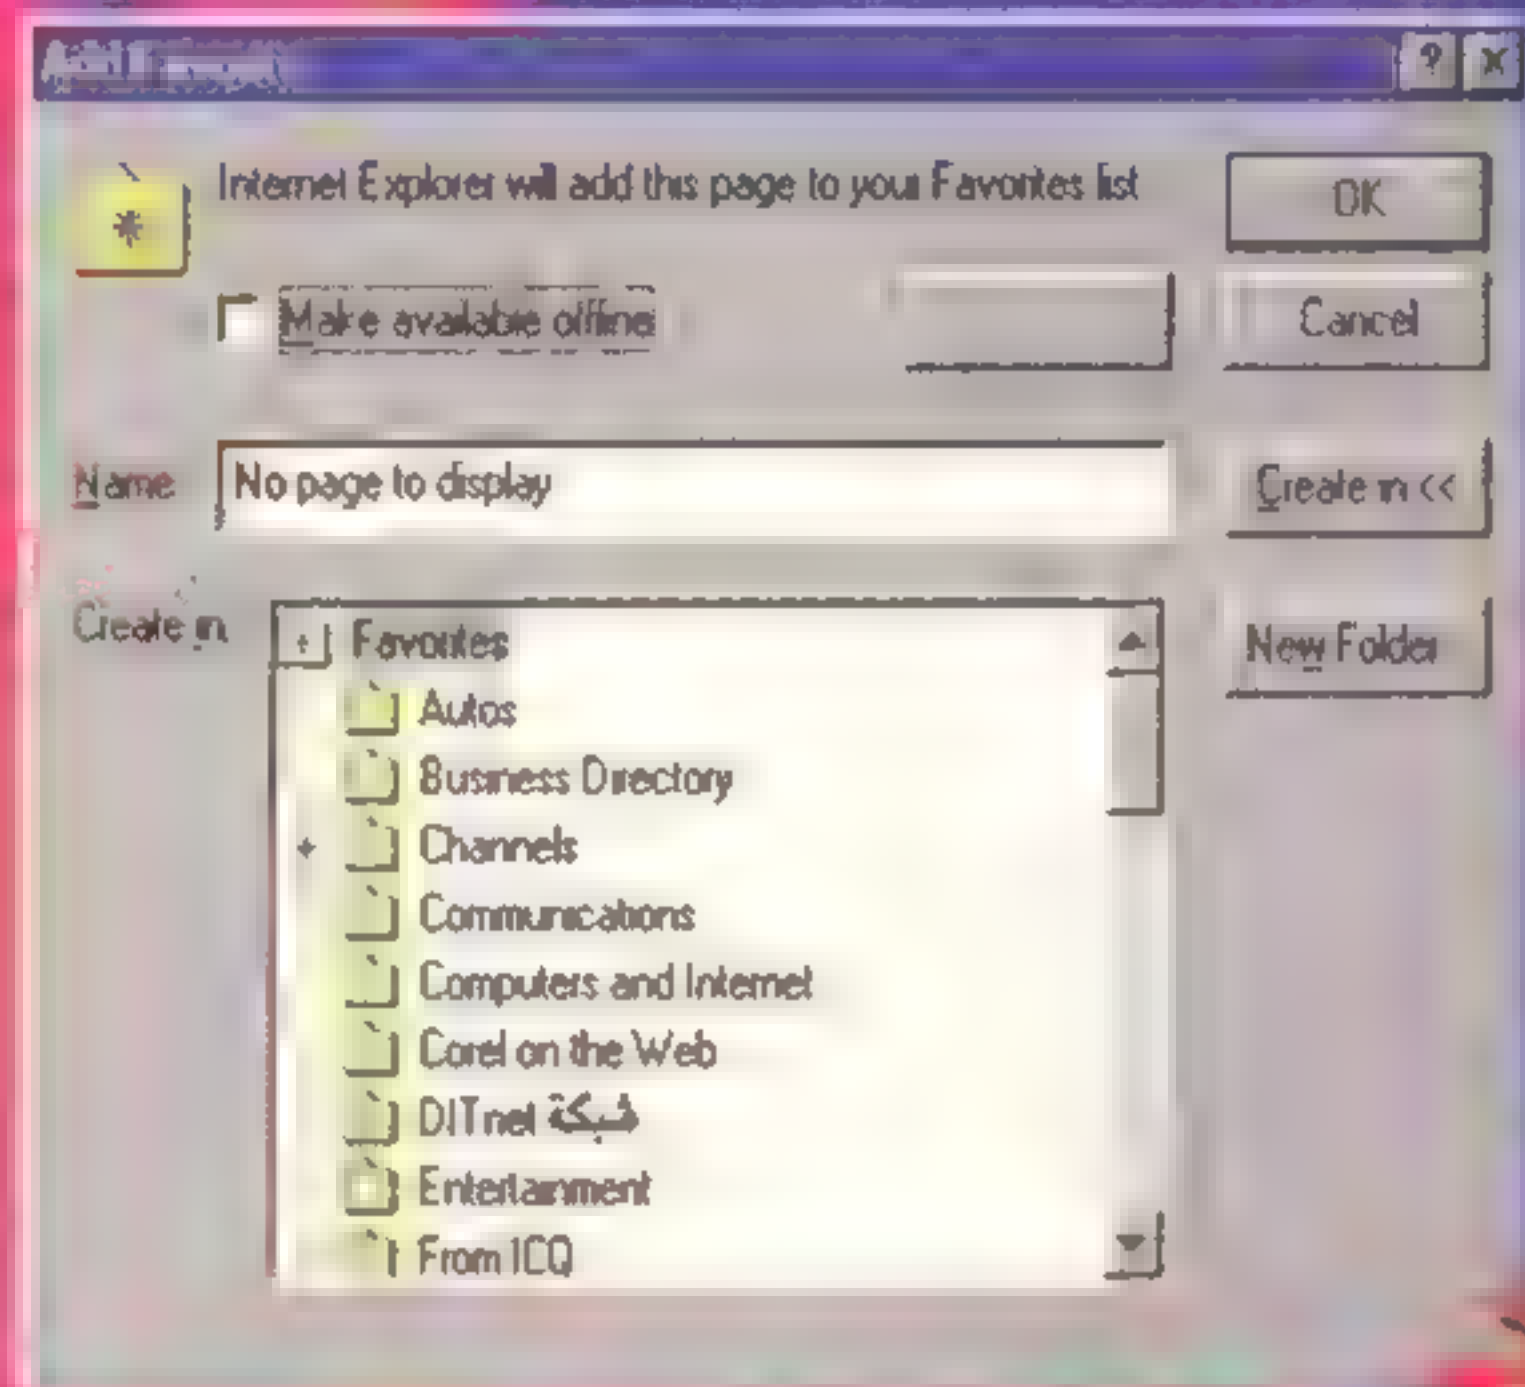 Internet Explorer will add this page to your Favorites list
OK
Make available offline
Cancel
Name
No page to display
Create in <<
Create in
Favorites
New Folder
Autos
Business Directory
Channels
Communications
Computers and Internet
Corel on the Web
DITnet شبكة
Entertainment
From ICQ